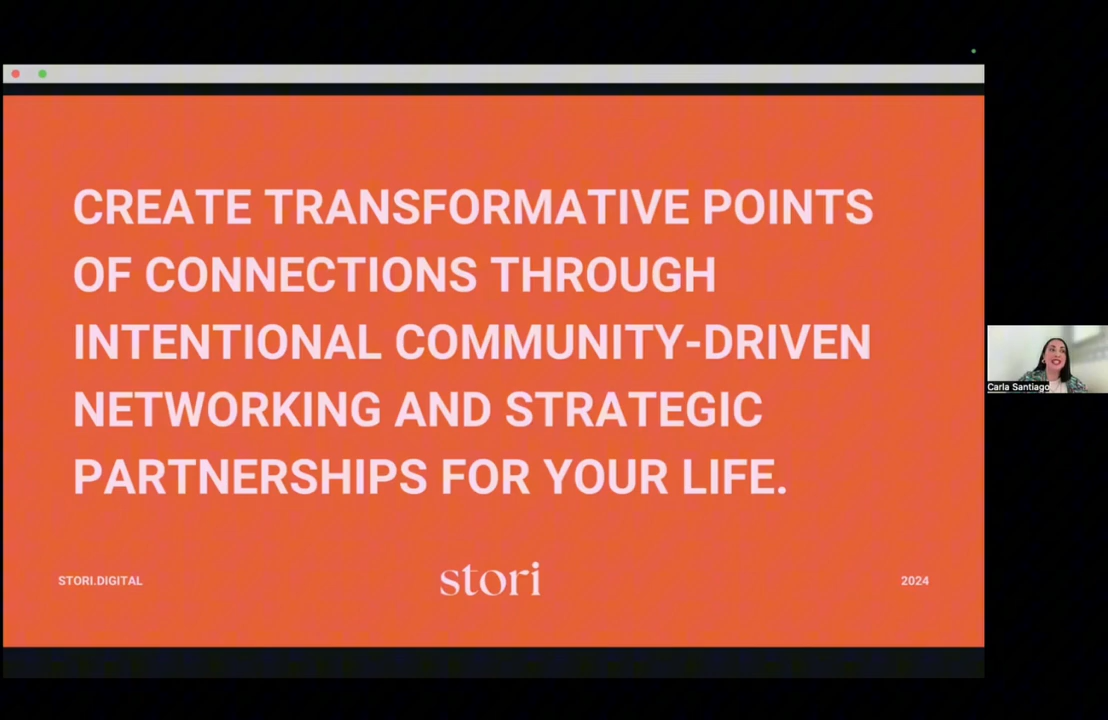 CREATE TRANSFORMATIVE POINTS
OF CONNECTIONS THROUGH
INTENTIONAL COMMUNITY-DRIVEN
NETWORKING AND STRATEGIC
PARTNERSHIPS FOR YOUR LIFE.
Carla Santiago
STORI.DIGITAL
stori
2024